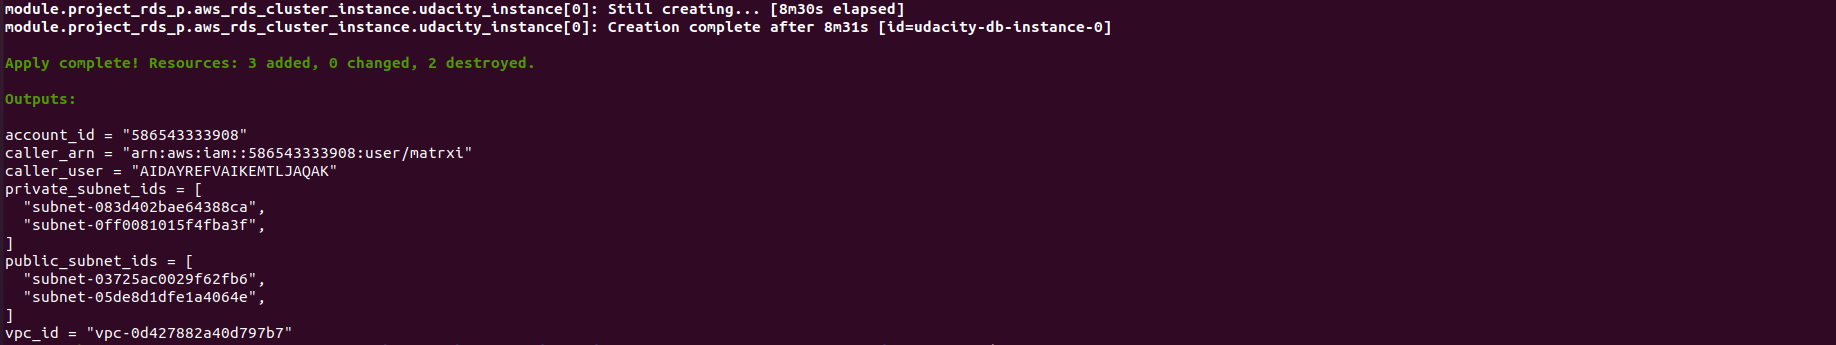 module.project_rds_p.aws_rds_cluster_instance.udacity_instance[0]: Still creating... [8m30s elapsed]
module.project_rds_p.aws_rds_cluster_instance.udacity_instance[0]: Creation complete after 8m31s [id=udacity-db-instance-0]
Apply complete! Resources: 3 added, 0 changed, 2 destroyed.
Outputs:
account_id = "586543333908"
caller_arn = "arn:aws:iam::586543333908:user/matrxi"
caller_user = "AIDAYREFVAIKEMTLJAQAK"
private_subnet_ids = [
"subnet-083d402bae64388ca",
"subnet-0ff0081015f4fba3f",
]
public_subnet_ids = [
"subnet-03725ac0029f62fb6",
"subnet-05de8d1dfe1a4064e",
]
vpc_id = "vpc-0d427882a40d797b7"